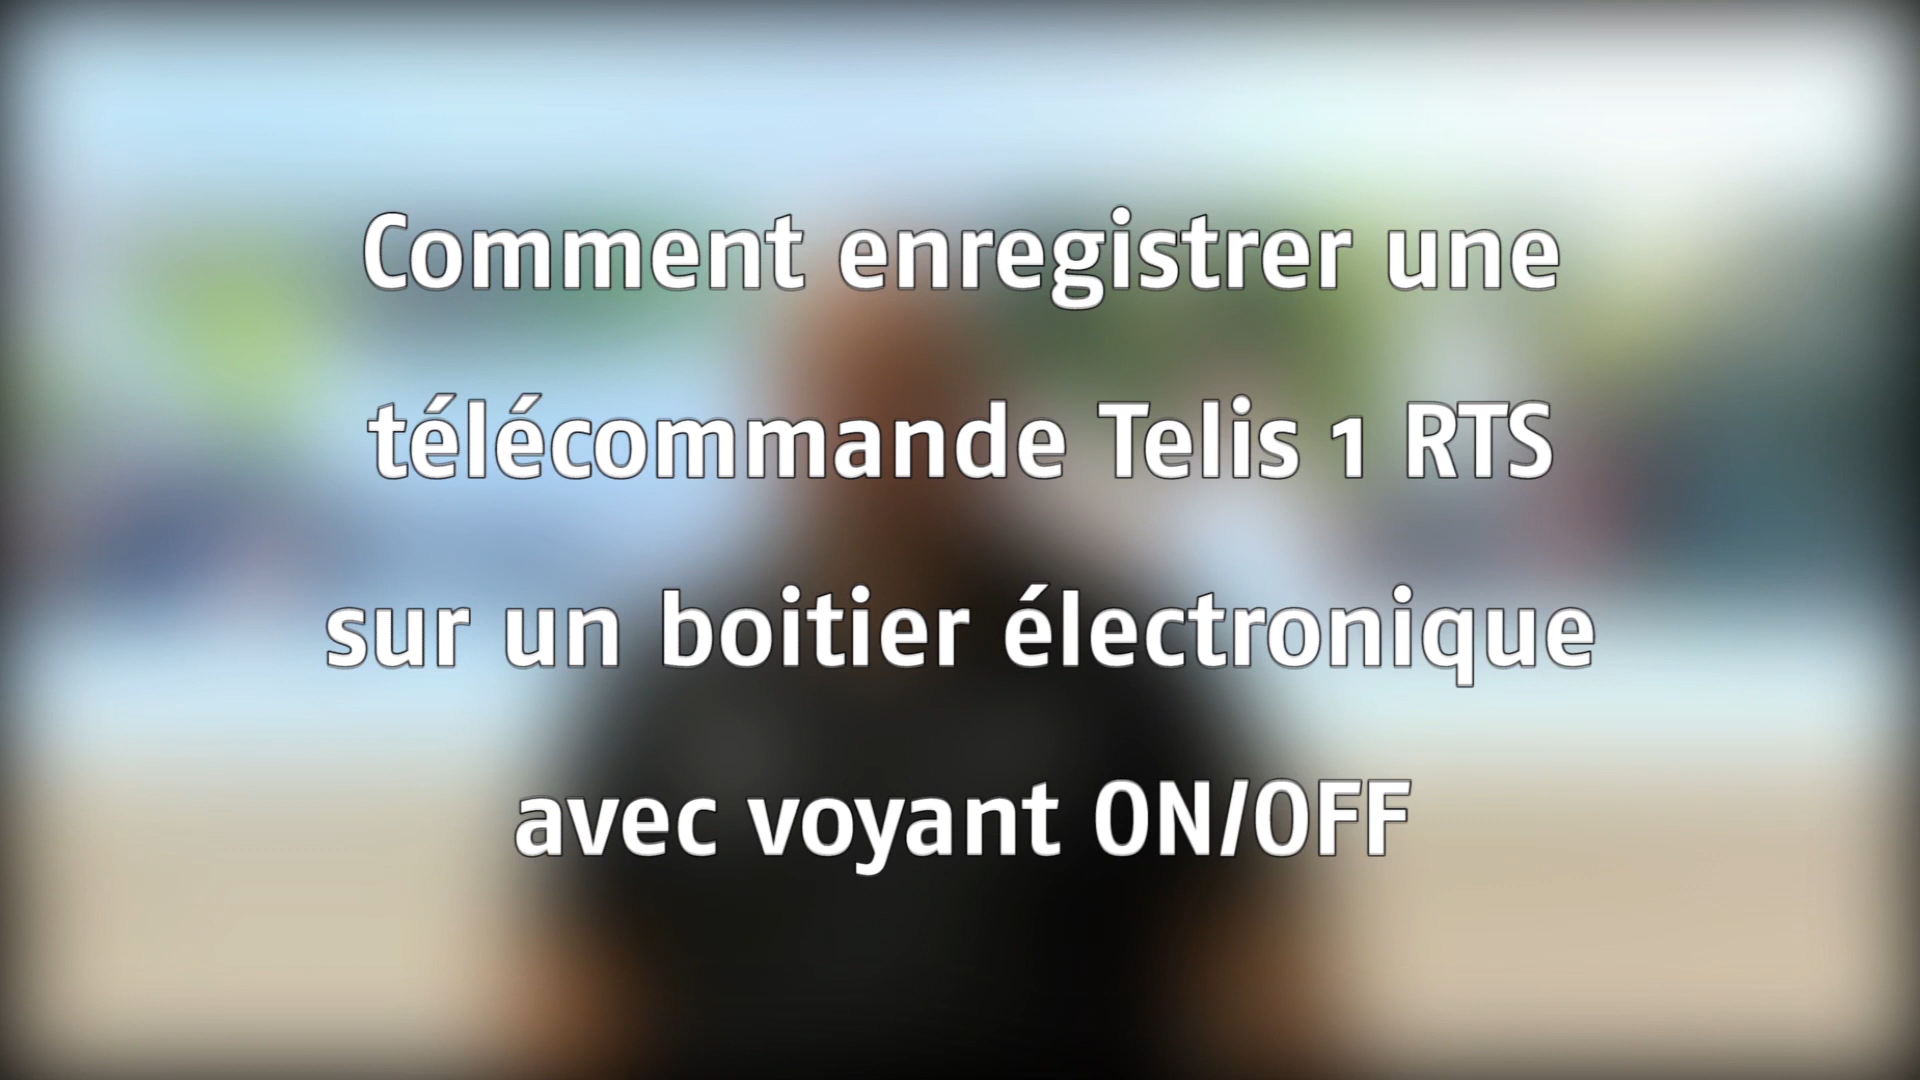 Comment enregistrer une
télécommande Telis 1 RTS
sur un boitier électronique
avec voyant ON/OFF